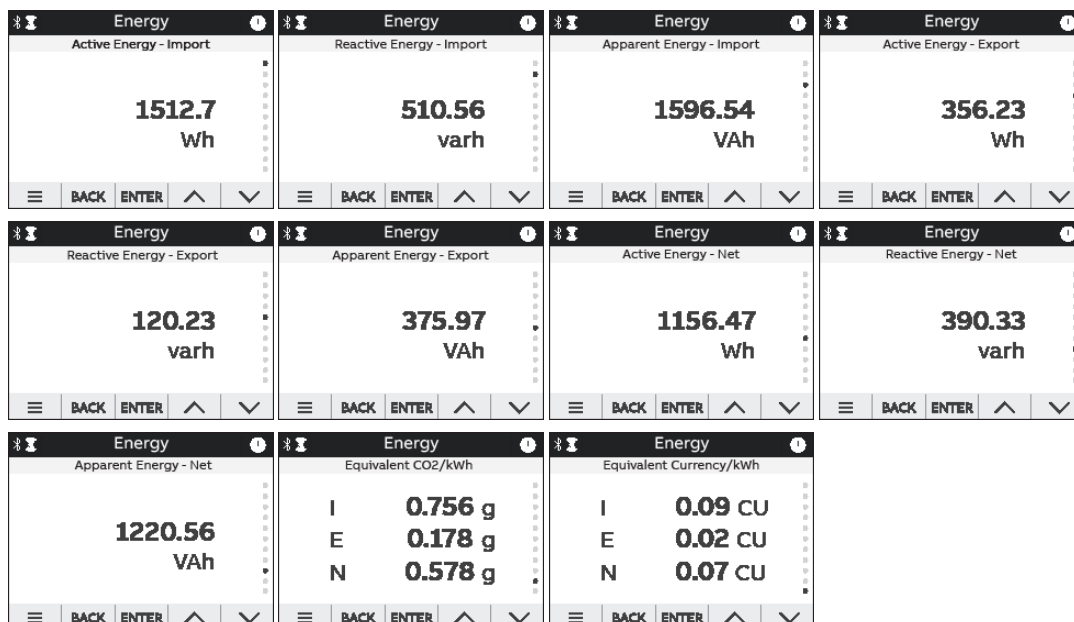 Energy
Active Energy - Import
1512.7
Wh
BACK ENTER
Energy
Reactive Energy - Import
510.56
varh
BACK ENTER
Energy
Apparent Energy - Import
1596.54
VAh
BACK ENTER
Energy
Active Energy - Export
356.23
Wh
BACK ENTER
Energy
Reactive Energy - Export
120.23
varh
BACK ENTER
Energy
Apparent Energy - Export
375.97
VAh
BACK ENTER
Energy
Active Energy - Net
1156.47
Wh
BACK ENTER
Energy
Reactive Energy - Net
390.33
varh
BACK ENTER
Energy
Apparent Energy - Net
1220.56
VAh
BACK ENTER
Energy
Equivalent CO2/kWh
I 0.756 g
E 0.178 g
N 0.578 g
BACK ENTER
Energy
Equivalent Currency/kWh
I 0.09 CU
E 0.02 CU
N 0.07 CU
BACK ENTER